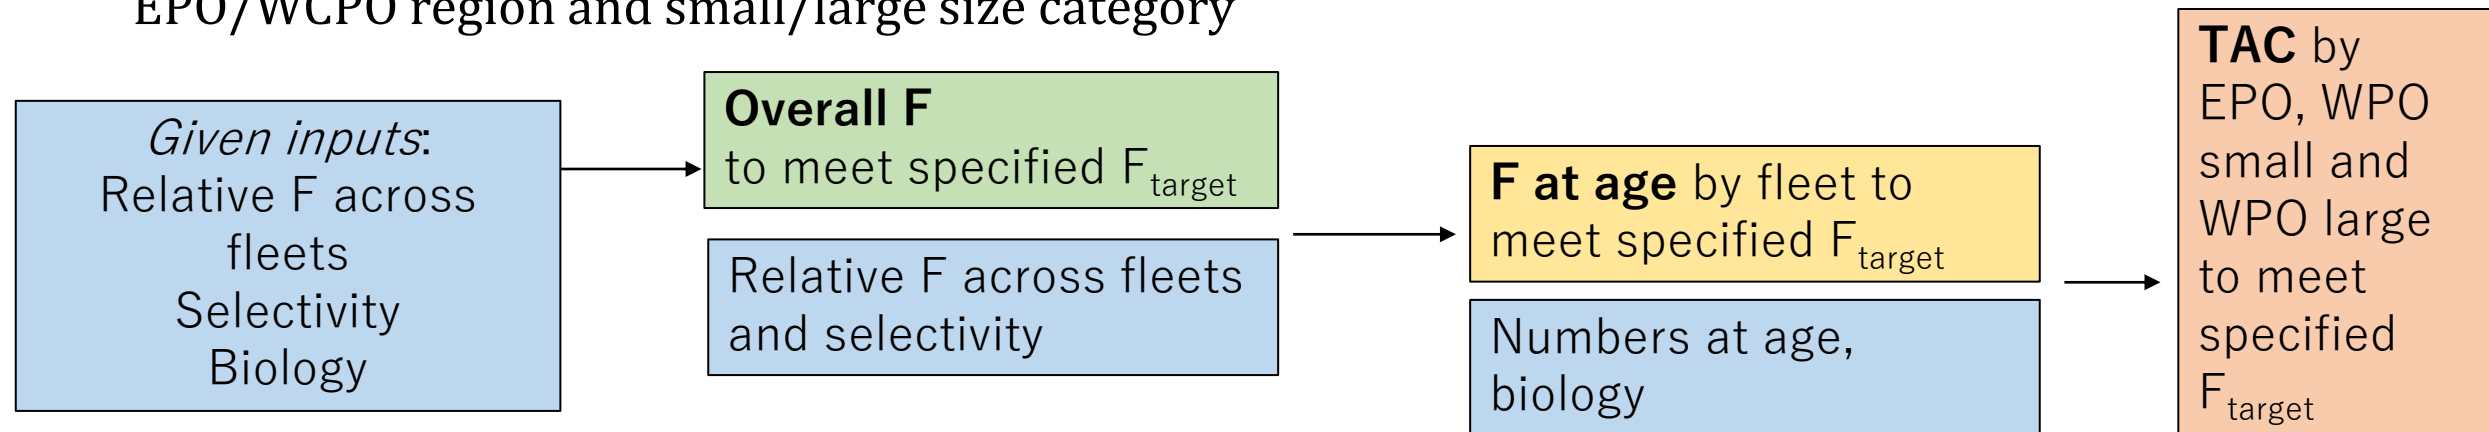 EPO/WCPO region and small/large size category
Given inputs:
Relative F across
fleets
Selectivity
Biology
Overall F
to meet specified Ftarget
Relative F across fleets
and selectivity
F at age by fleet to
meet specified Ftarget
Numbers at age,
biology
TAC by
EPO, WPO
small and
WPO large
to meet
specified
Ftarget